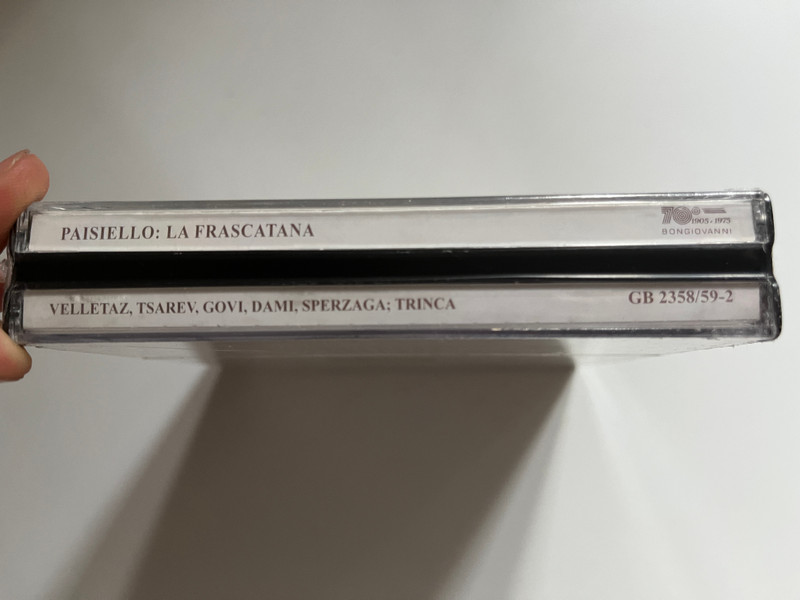 PAISIELLO: LA FRASCATANA
70° 1905-1975
BONGIOVANNI
VELLETAZ, TSAREV, GOVI, DAMI, SPERZAGA; TRINCA
GB 2358/59-2